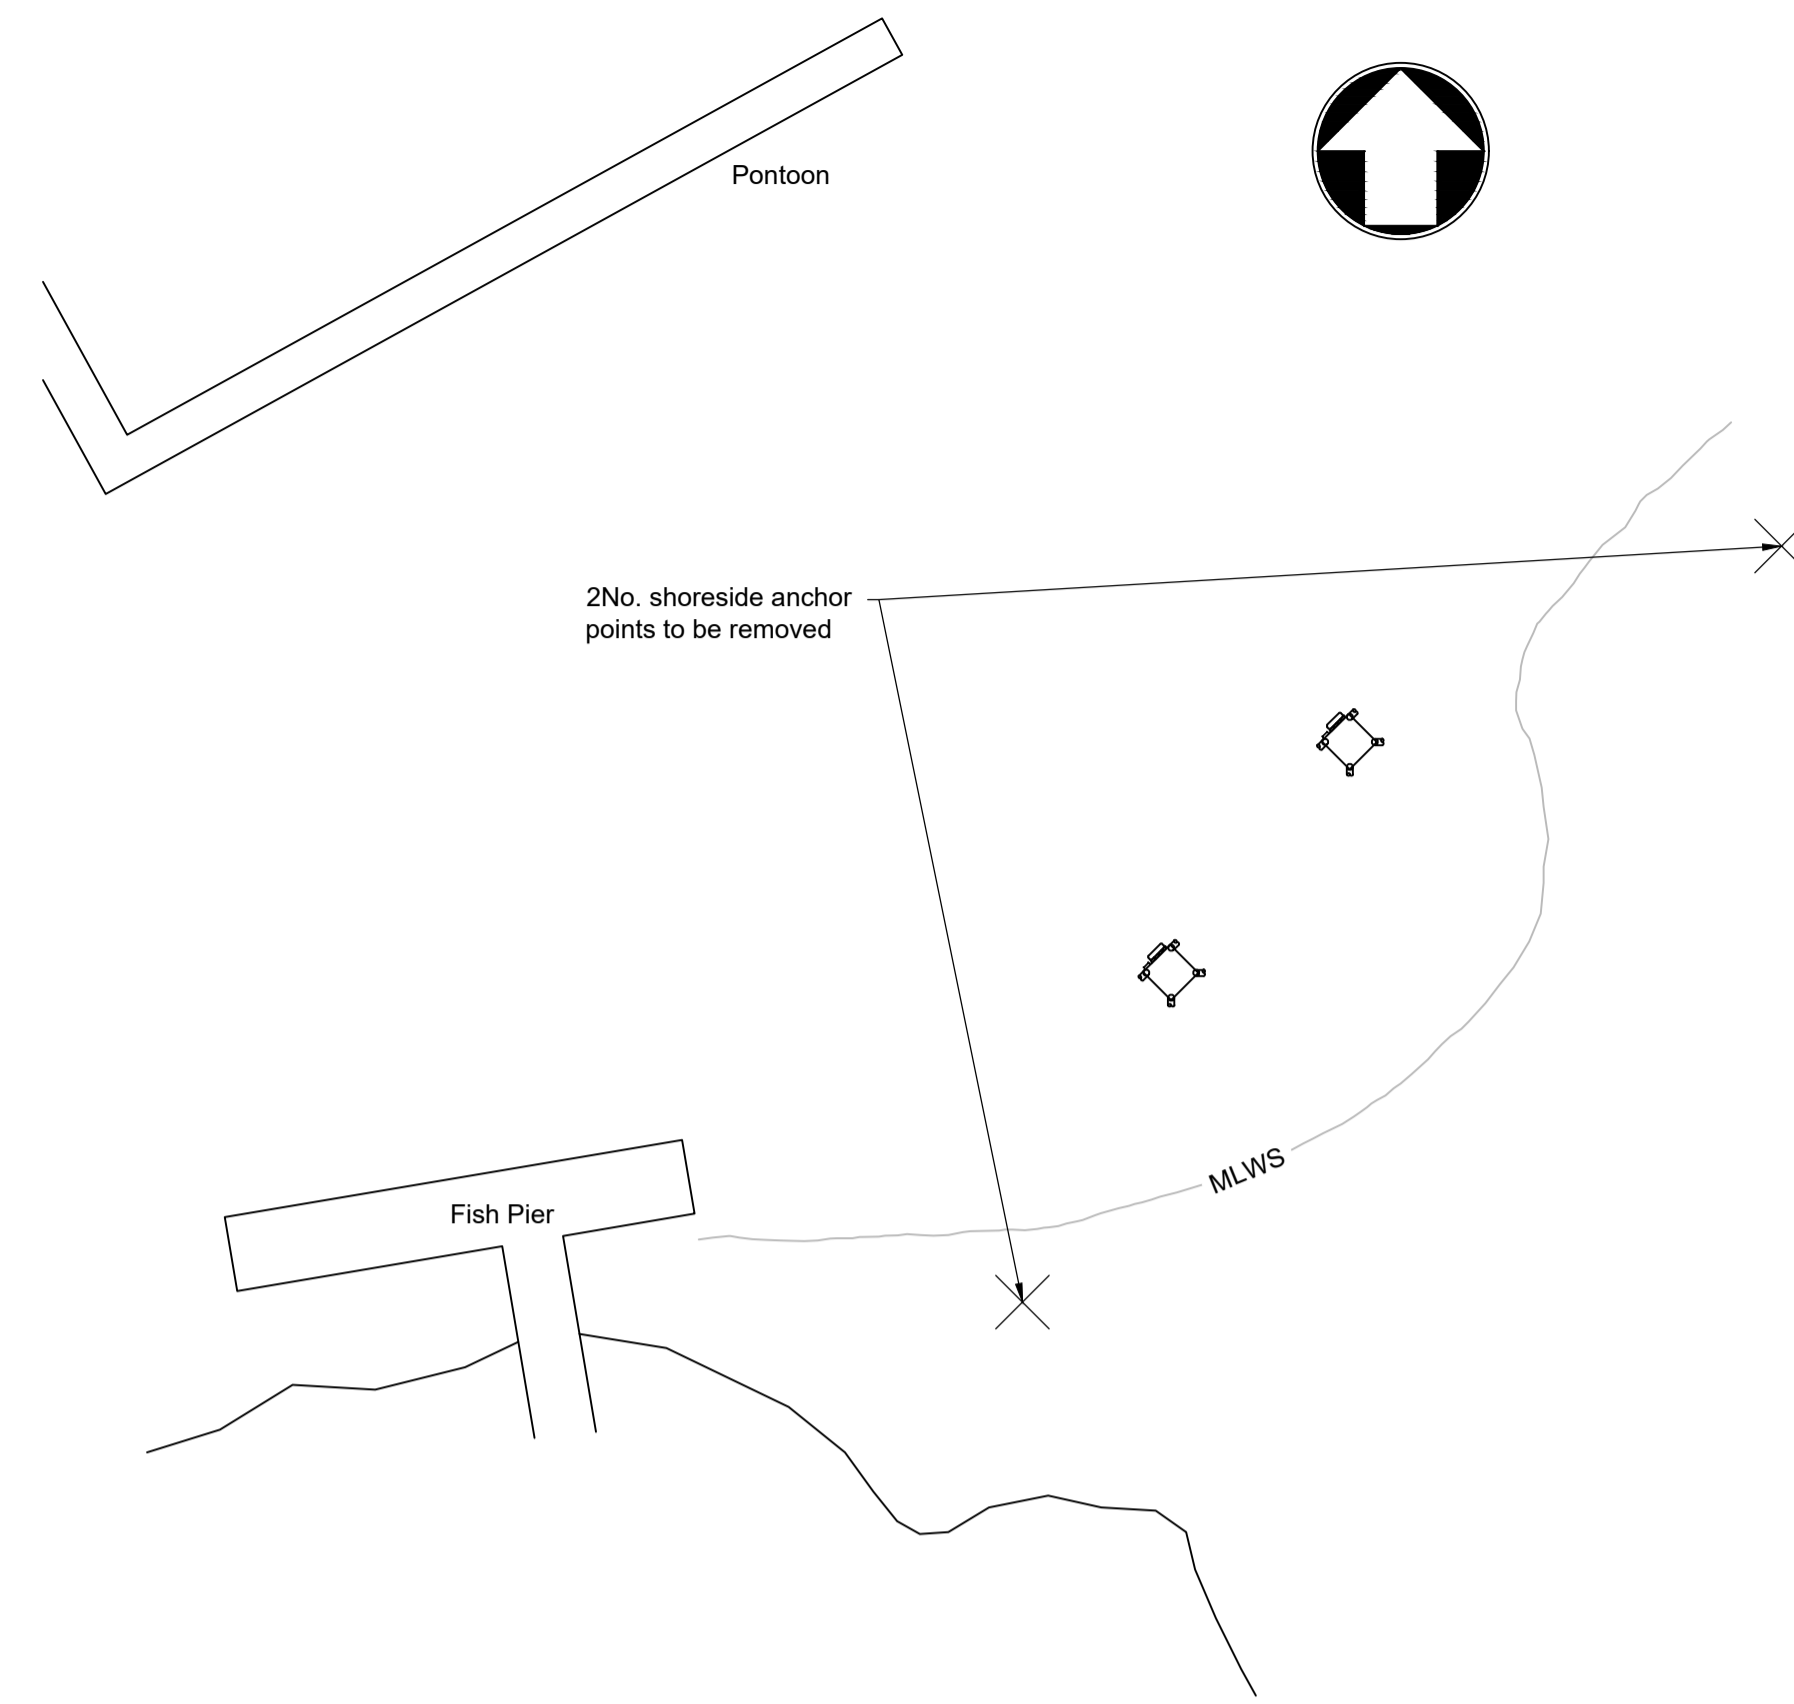 Pontoon
2No. shoreside anchor
points to be removed
MLWS
Fish Pier